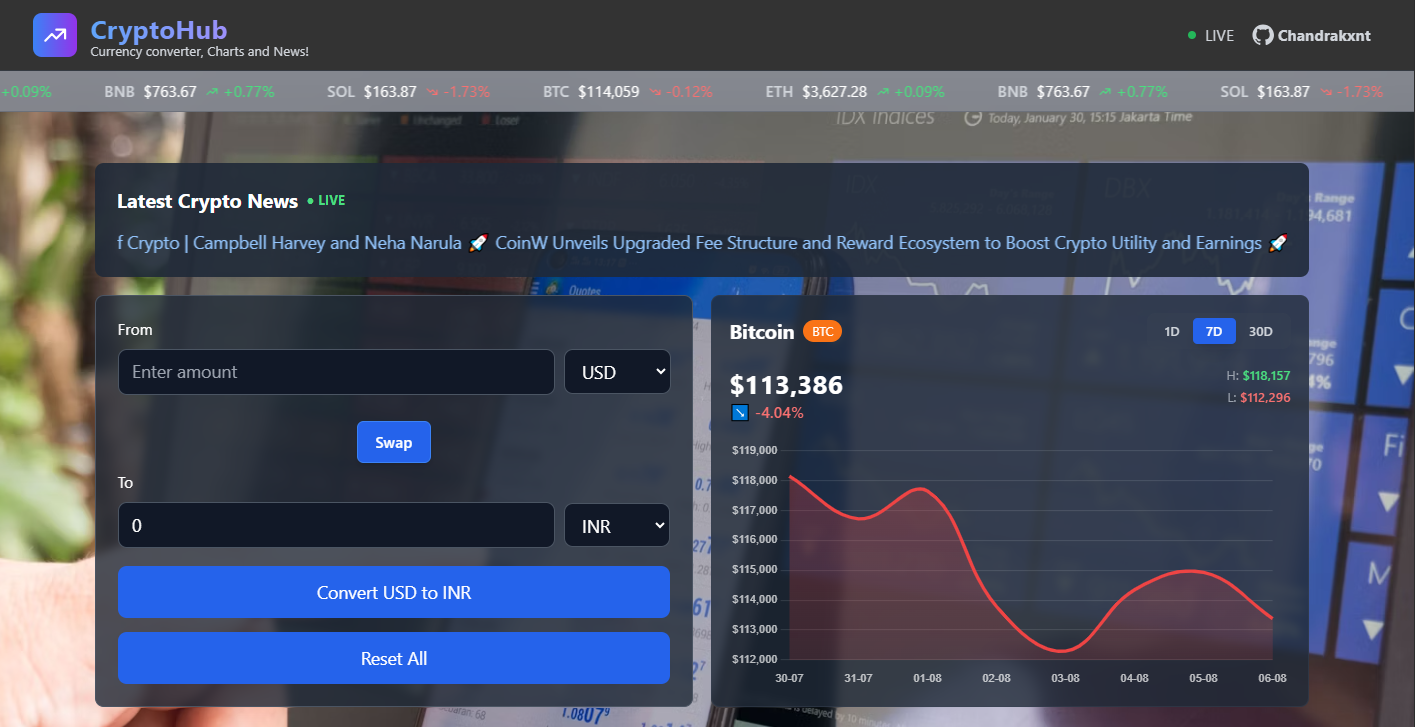 CryptoHub
Currency converter, Charts and News!
LIVE
Chandrakxnt
+0.09% BNB $763.67 +0.77% SOL $163.87 -1.73% BTC $114,059 -0.12% ETH $3,627.28 +0.09% BNB $763.67 +0.77% SOL $163.87 -1.73%
Unchanged Loser
IDX Indices Today, January 30, 15:15 Jakarta Time
IDX DBX
Range
Latest Crypto News • LIVE
f Crypto | Campbell Harvey and Neha Narula 🚀 CoinW Unveils Upgraded Fee Structure and Reward Ecosystem to Boost Crypto Utility and Earnings 🚀
Quotes
From
Enter amount
USD
Swap
To
0
INR
Convert USD to INR
Reset All
Bitcoin BTC
1D 7D 30D
$113,386
↘ -4.04%
H: $118,157
L: $112,296
$119,000
$118,000
$117,000
$116,000
$115,000
$114,000
$113,000
$112,000
30-07 31-07 01-08 02-08 03-08 04-08 05-08 06-08